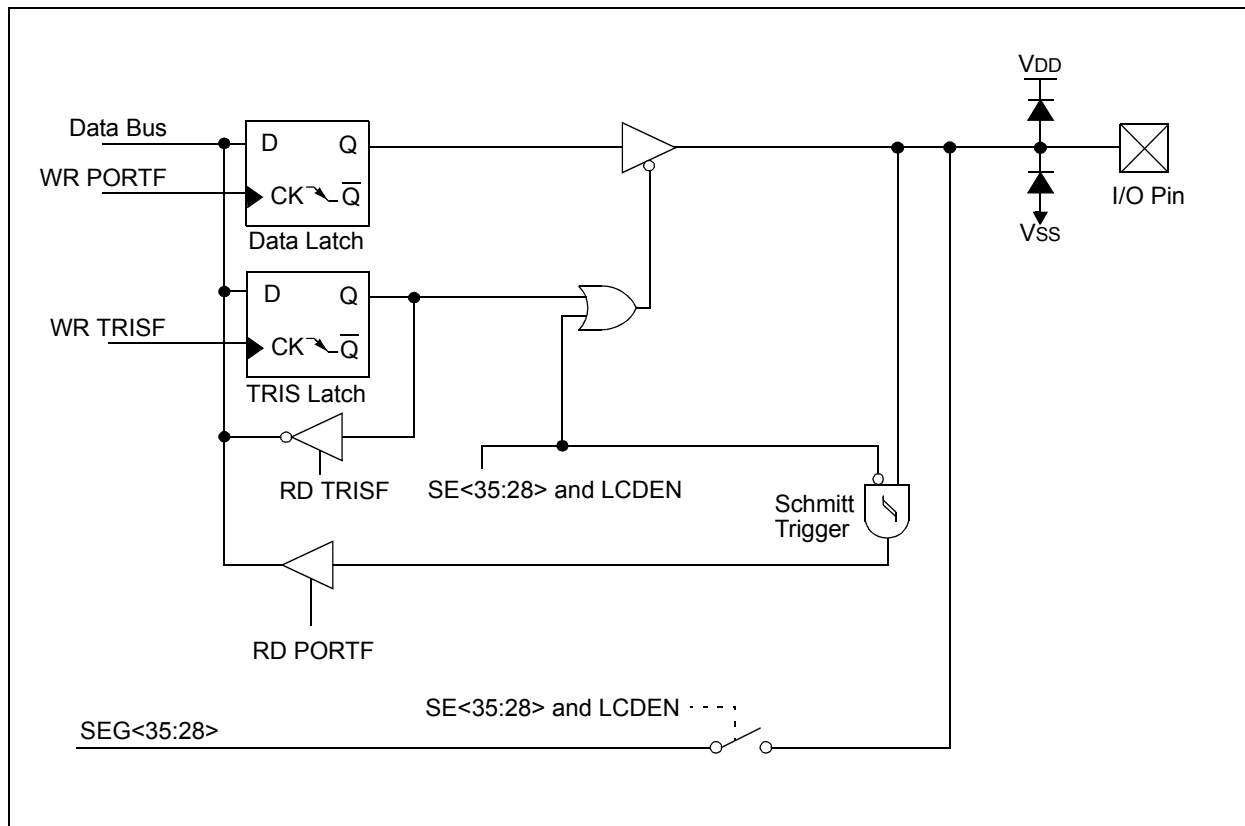 VDD
Data Bus
D Q
WR PORTF
CK Q̅
I/O Pin
Data Latch
VSS
D Q
WR TRISF
CK Q̅
TRIS Latch
RD TRISF
SE<35:28> and LCDEN
Schmitt
Trigger
RD PORTF
SE<35:28> and LCDEN
SEG<35:28>